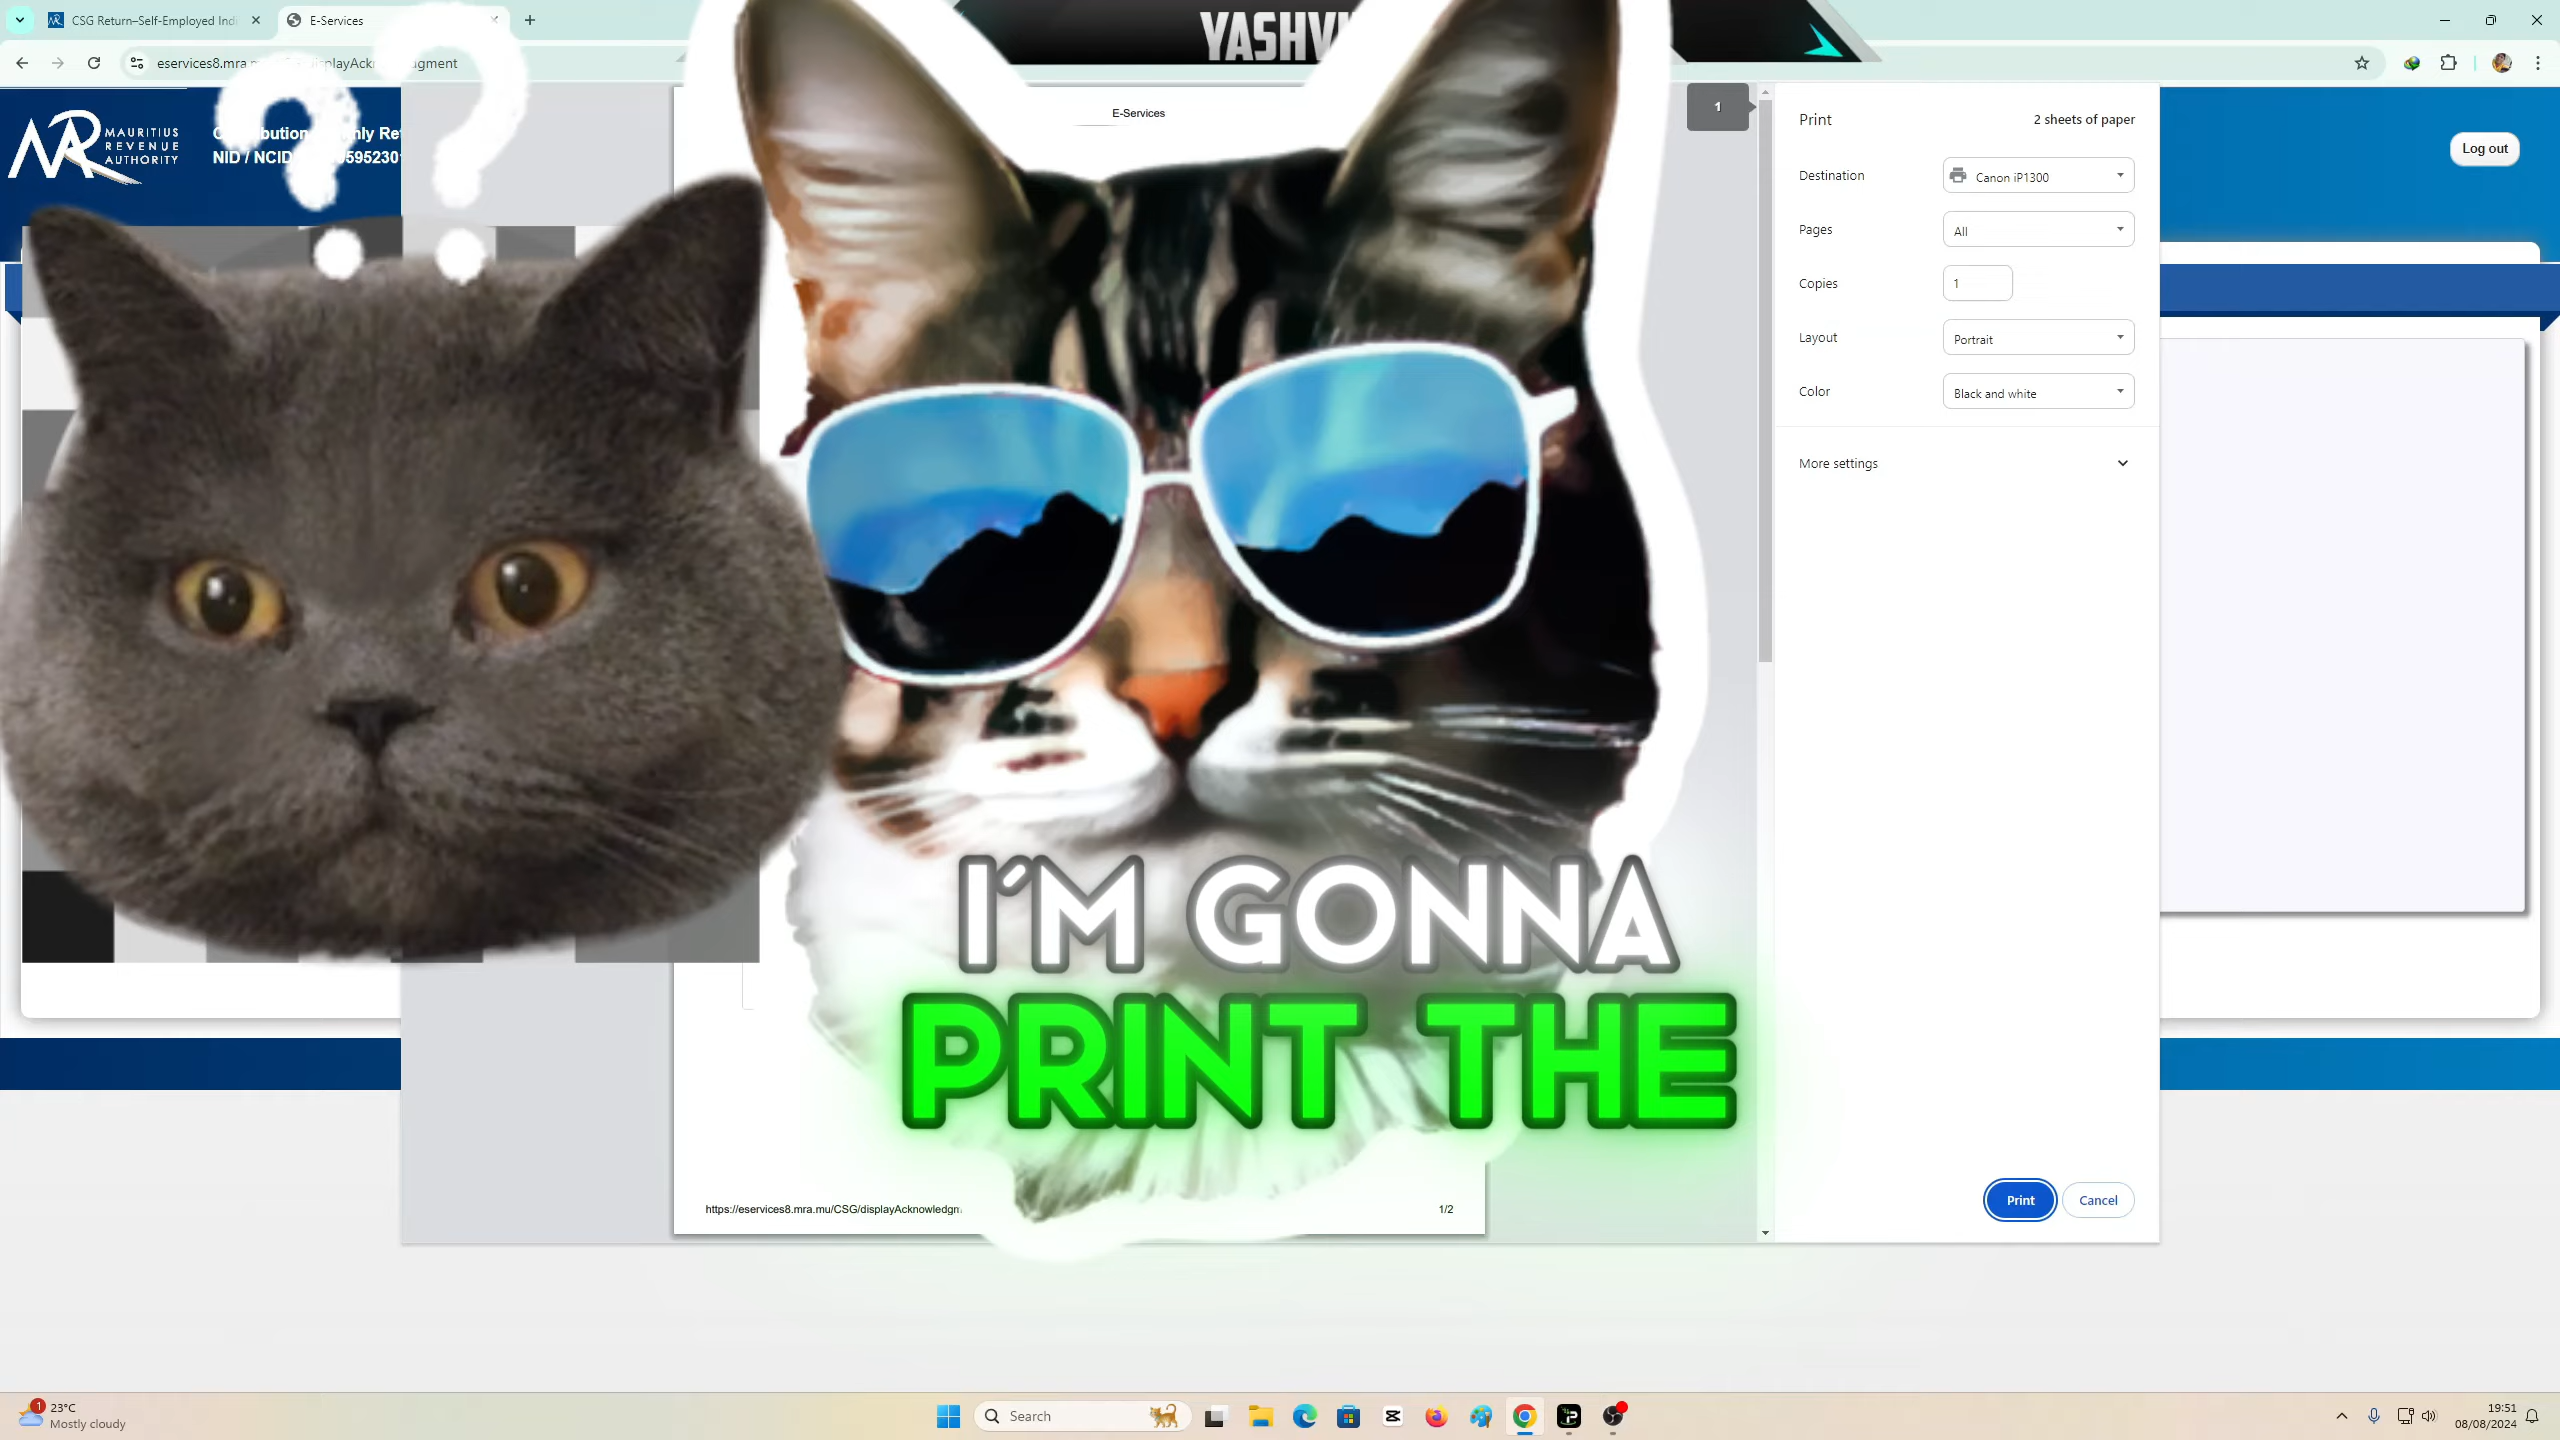 CSG Return–Self-Employed Ind
E-Services
YASHV
eservices8.mra.
gment
MAURITIUS
REVENUE
AUTHORITY
NID / NCID
Log out
E-Services
1
Print
2 sheets of paper
Destination
Canon iP1300
Pages
All
Copies
1
Layout
Portrait
Color
Black and white
More settings
? ?
I'M GONNA
PRINT THE
https://eservices8.mra.mu/CSG/displayAcknowledgm
1/2
Print
Cancel
1
23°C
Mostly cloudy
Search
19:51
08/08/2024